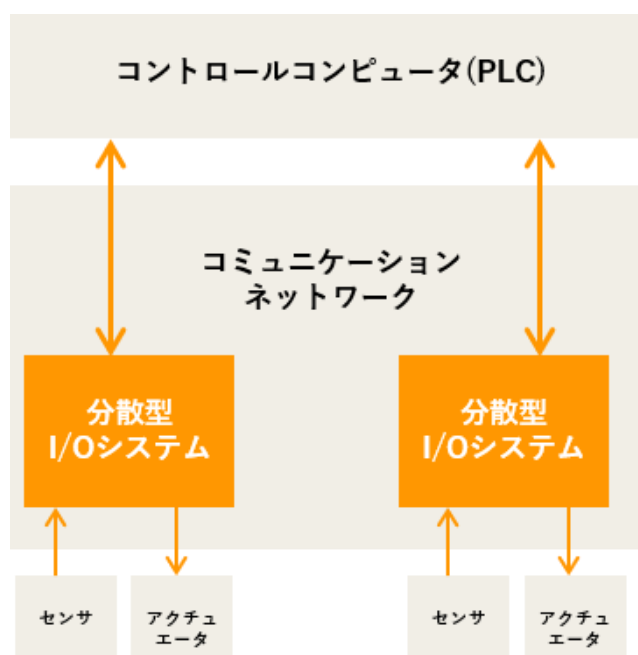 コントロールコンピュータ(PLC)
コミュニケーション
ネットワーク
分散型
I/Oシステム
分散型
I/Oシステム
センサ
アクチュ
エータ
センサ
アクチュ
エータ